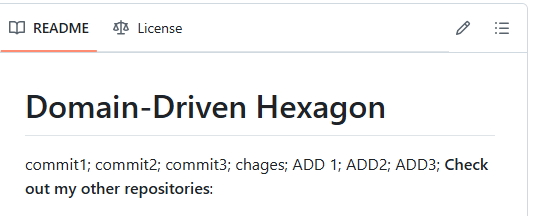 README
License
Domain-Driven Hexagon
commit1; commit2; commit3; chages; ADD 1; ADD2; ADD3; Check
out my other repositories: